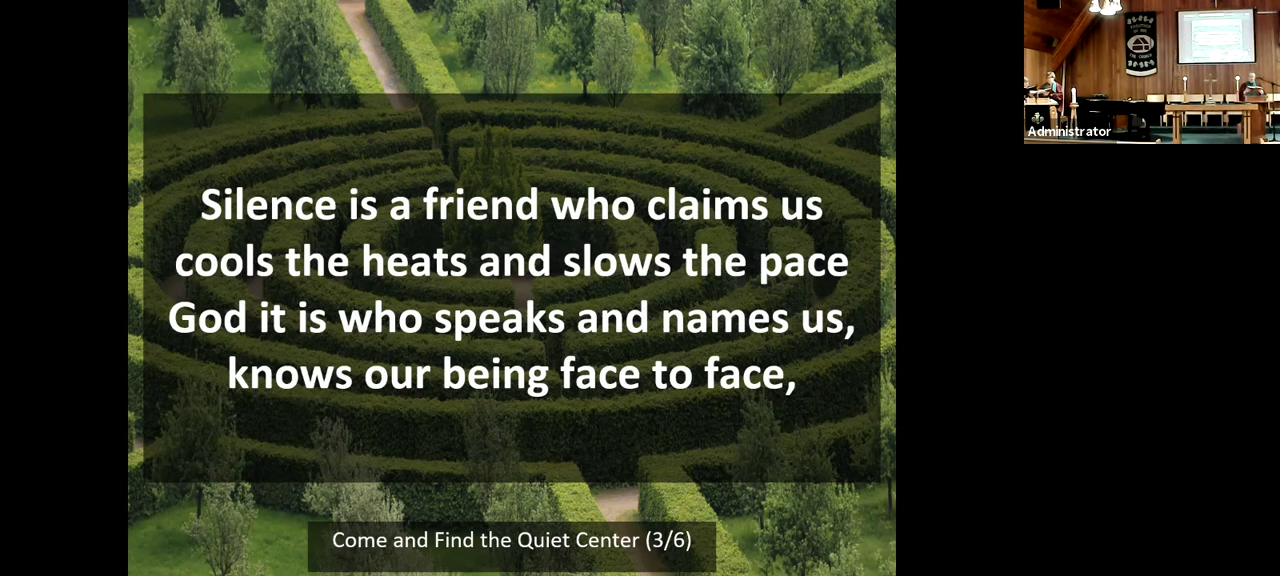 Silence is a friend who claims us
cools the heats and slows the pace
God it is who speaks and names us,
knows our being face to face,
Come and Find the Quiet Center (3/6)
Administrator